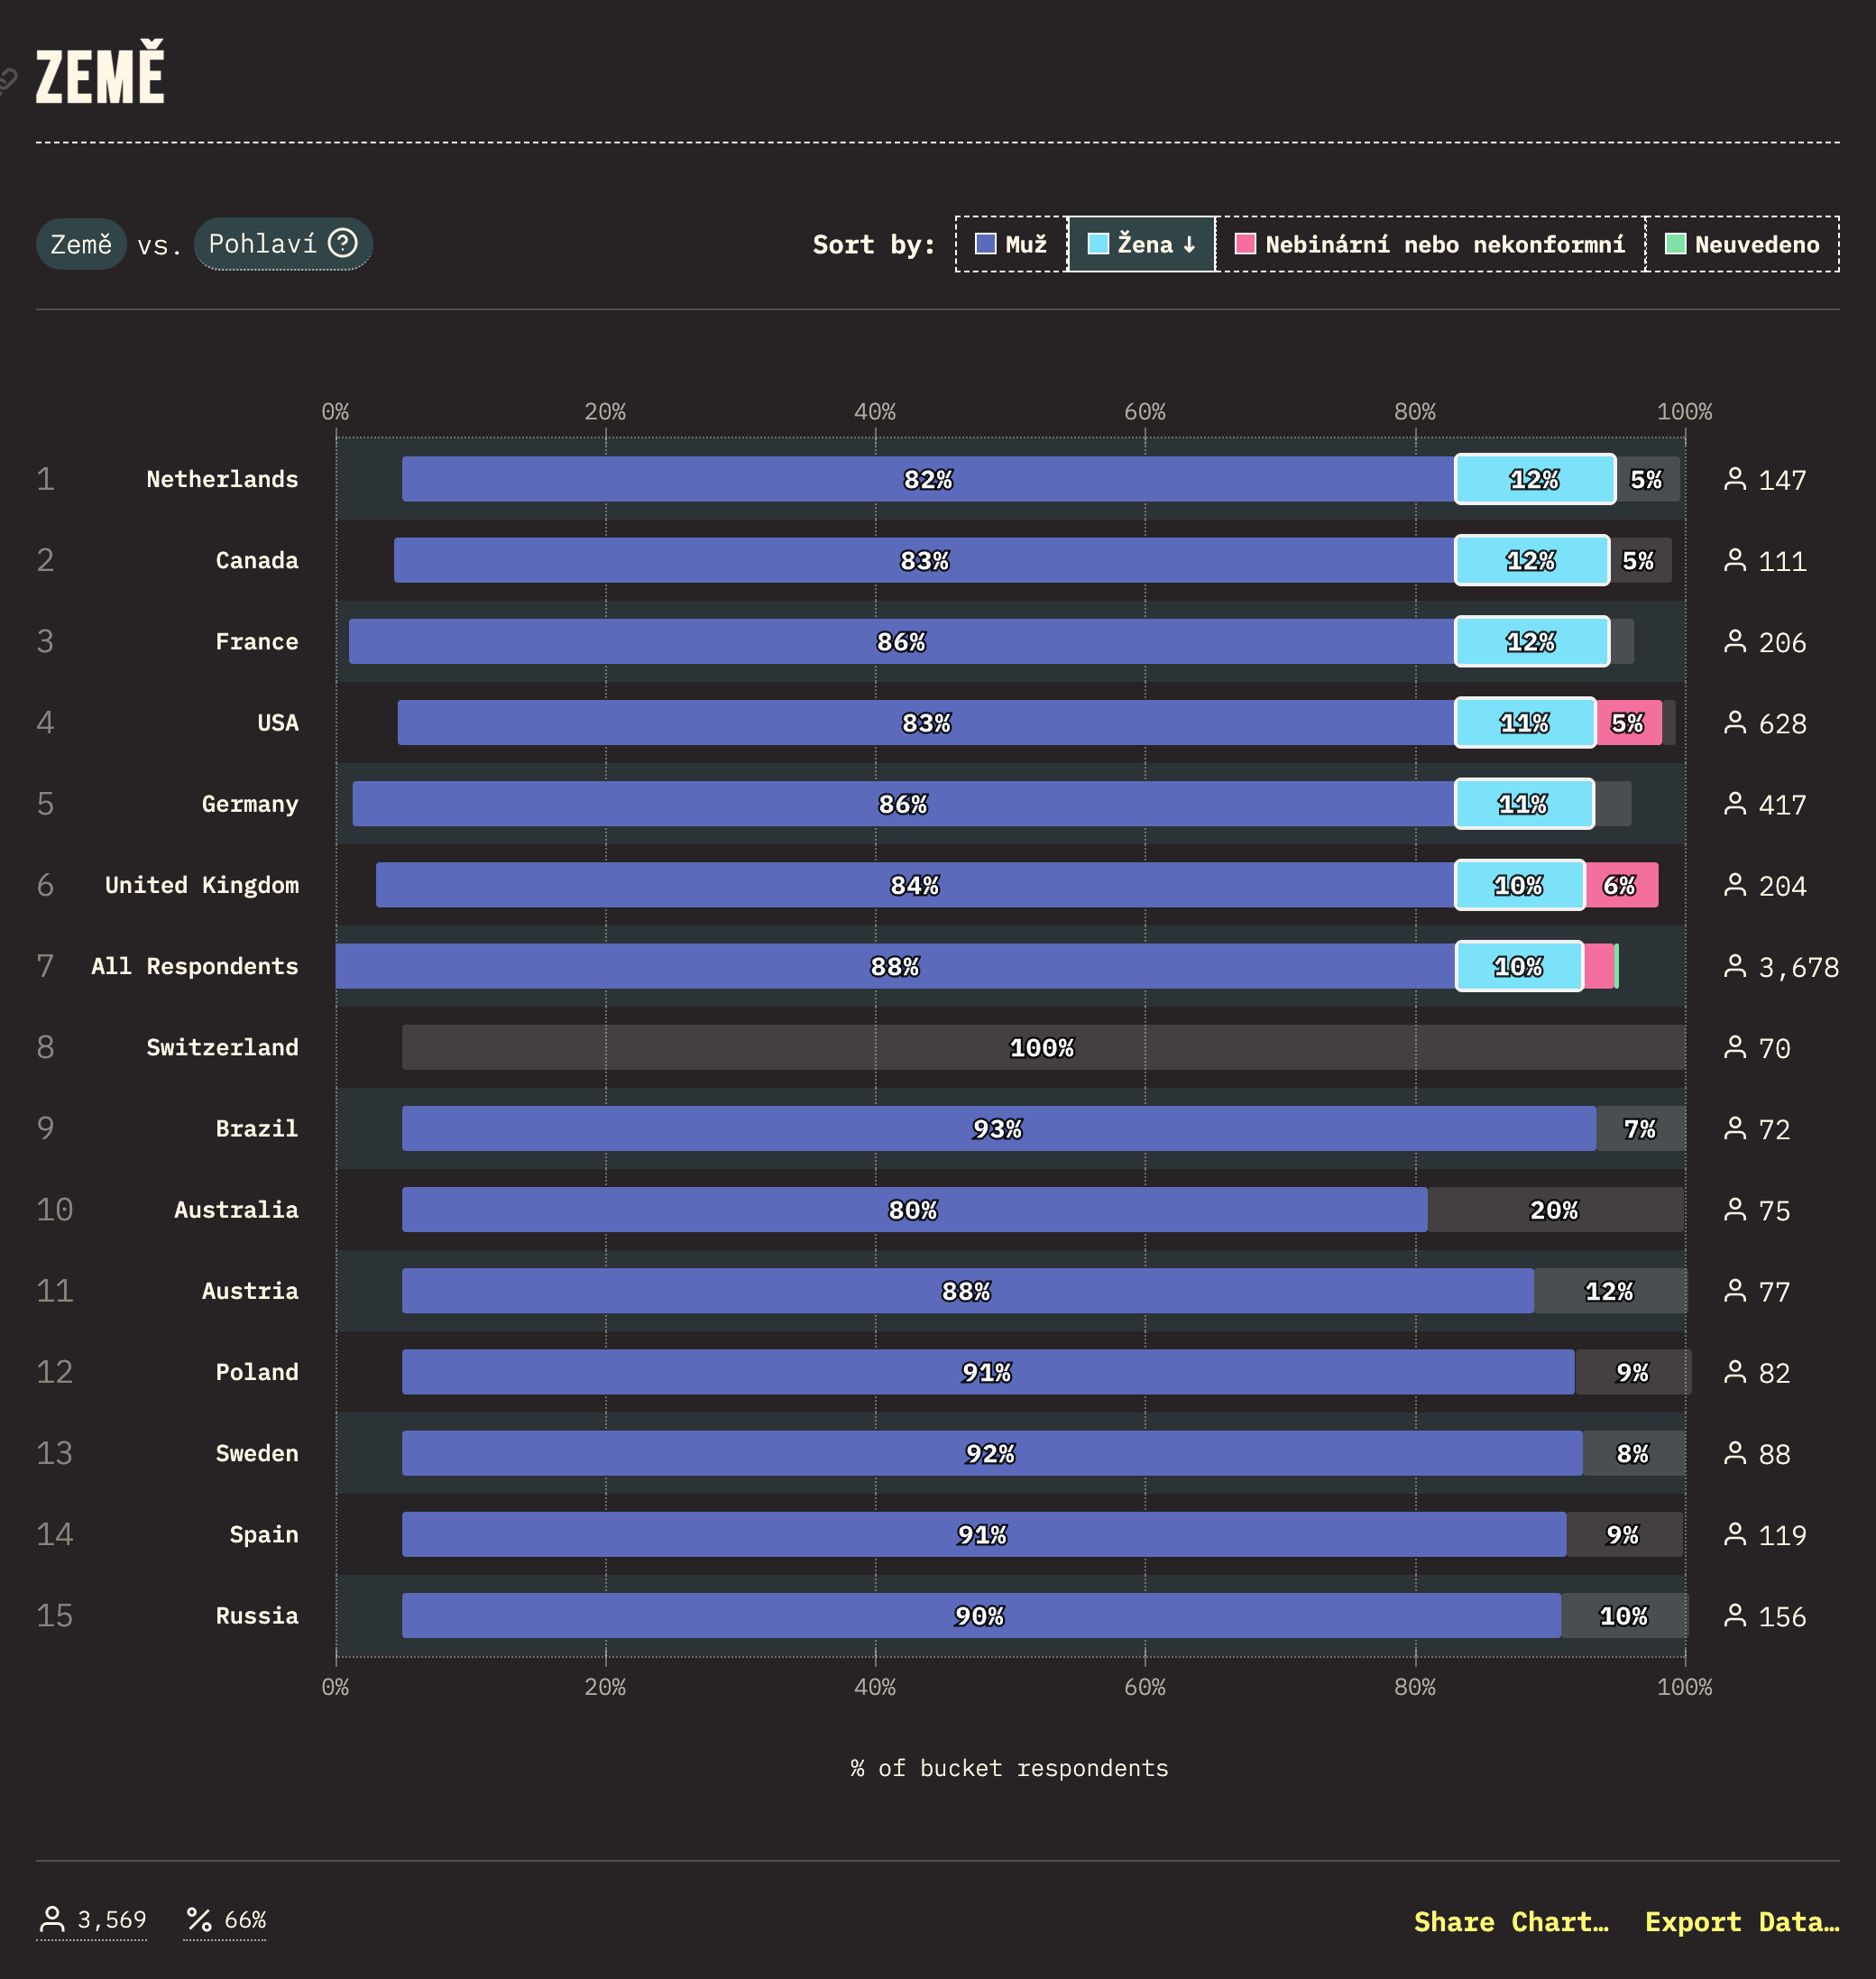 ZEMĚ
Země vs. Pohlaví ?
Sort by: Muž Žena ↓ Nebinární nebo nekonformní Neuvedeno
0% 20% 40% 60% 80% 100%
1 Netherlands 82% 12% 5% 147
2 Canada 83% 12% 5% 111
3 France 86% 12% 206
4 USA 83% 11% 5% 628
5 Germany 86% 11% 417
6 United Kingdom 84% 10% 6% 204
7 All Respondents 88% 10% 3,678
8 Switzerland 100% 70
9 Brazil 93% 7% 72
10 Australia 80% 20% 75
11 Austria 88% 12% 77
12 Poland 91% 9% 82
13 Sweden 92% 8% 88
14 Spain 91% 9% 119
15 Russia 90% 10% 156
0% 20% 40% 60% 80% 100%
% of bucket respondents
3,569 % 66% Share Chart… Export Data…